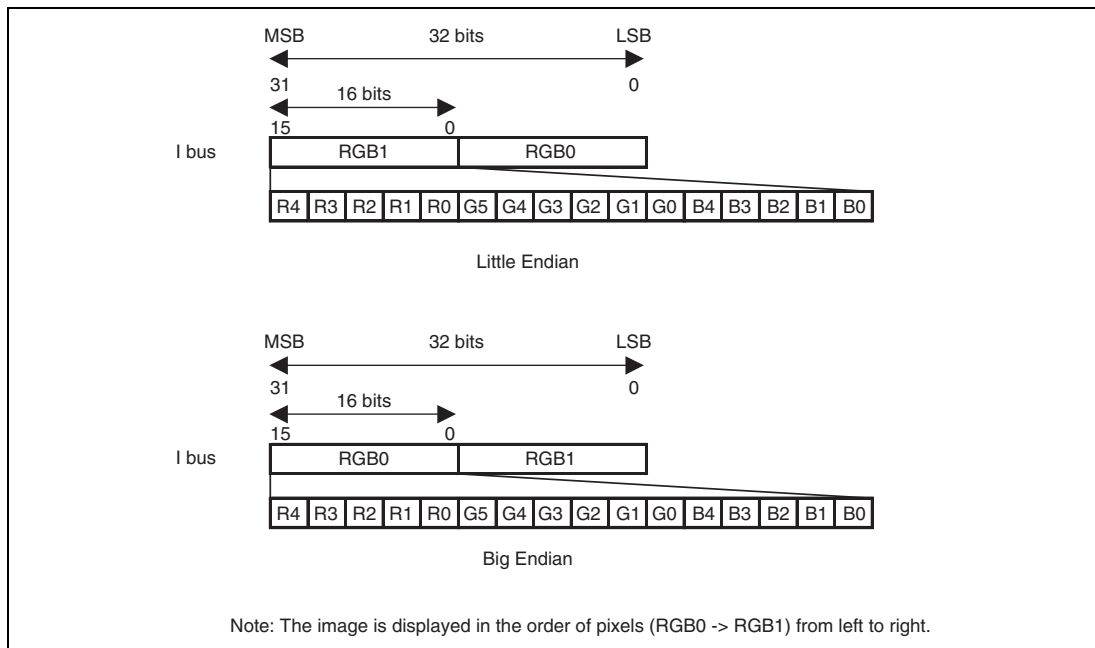 MSB 32 bits LSB
31 0
16 bits
15 0
I bus RGB1 RGB0
R4 R3 R2 R1 R0 G5 G4 G3 G2 G1 G0 B4 B3 B2 B1 B0
Little Endian
MSB 32 bits LSB
31 0
16 bits
15 0
I bus RGB0 RGB1
R4 R3 R2 R1 R0 G5 G4 G3 G2 G1 G0 B4 B3 B2 B1 B0
Big Endian
Note: The image is displayed in the order of pixels (RGB0 -> RGB1) from left to right.